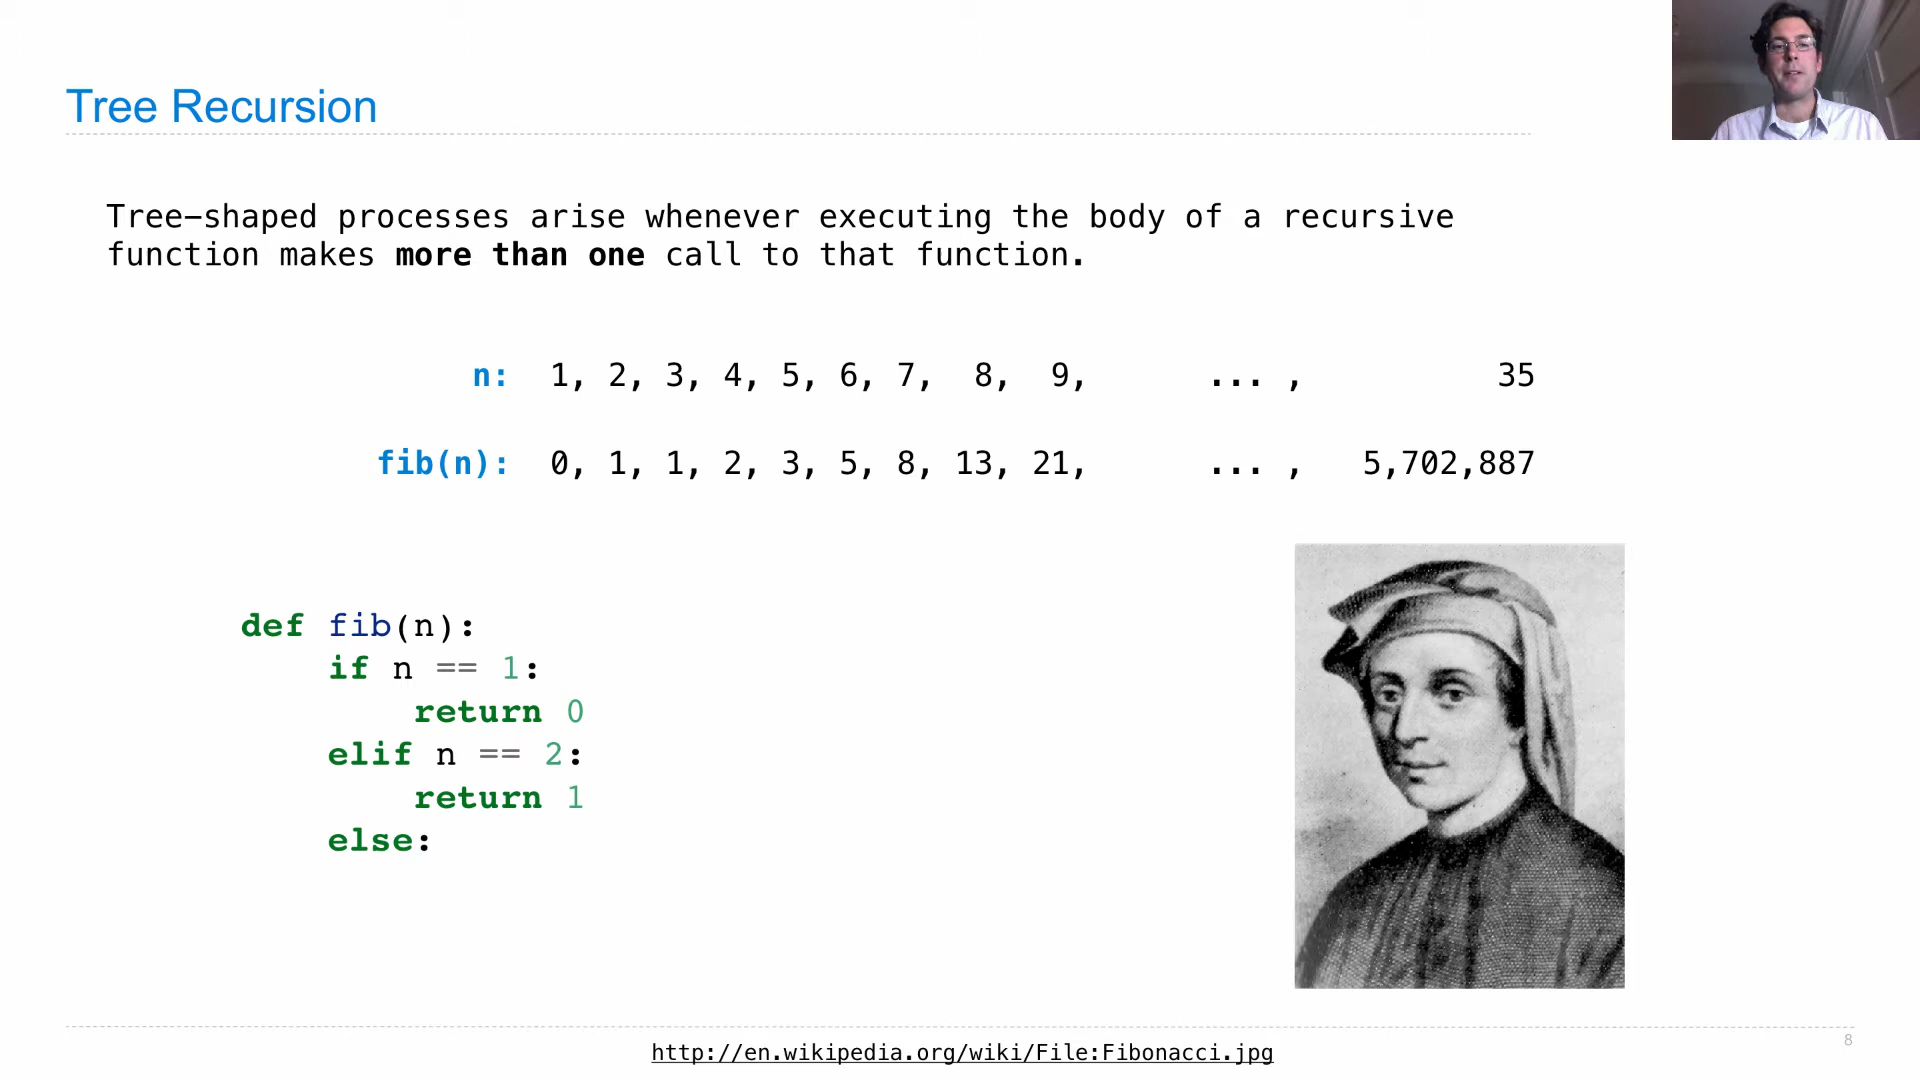 Tree Recursion
Tree-shaped processes arise whenever executing the body of a recursive
function makes more than one call to that function.
n: 1, 2, 3, 4, 5, 6, 7, 8, 9, ... , 35
fib(n): 0, 1, 1, 2, 3, 5, 8, 13, 21, ... , 5,702,887
def fib(n):
    if n == 1:
        return 0
    elif n == 2:
        return 1
    else:
http://en.wikipedia.org/wiki/File:Fibonacci.jpg
8